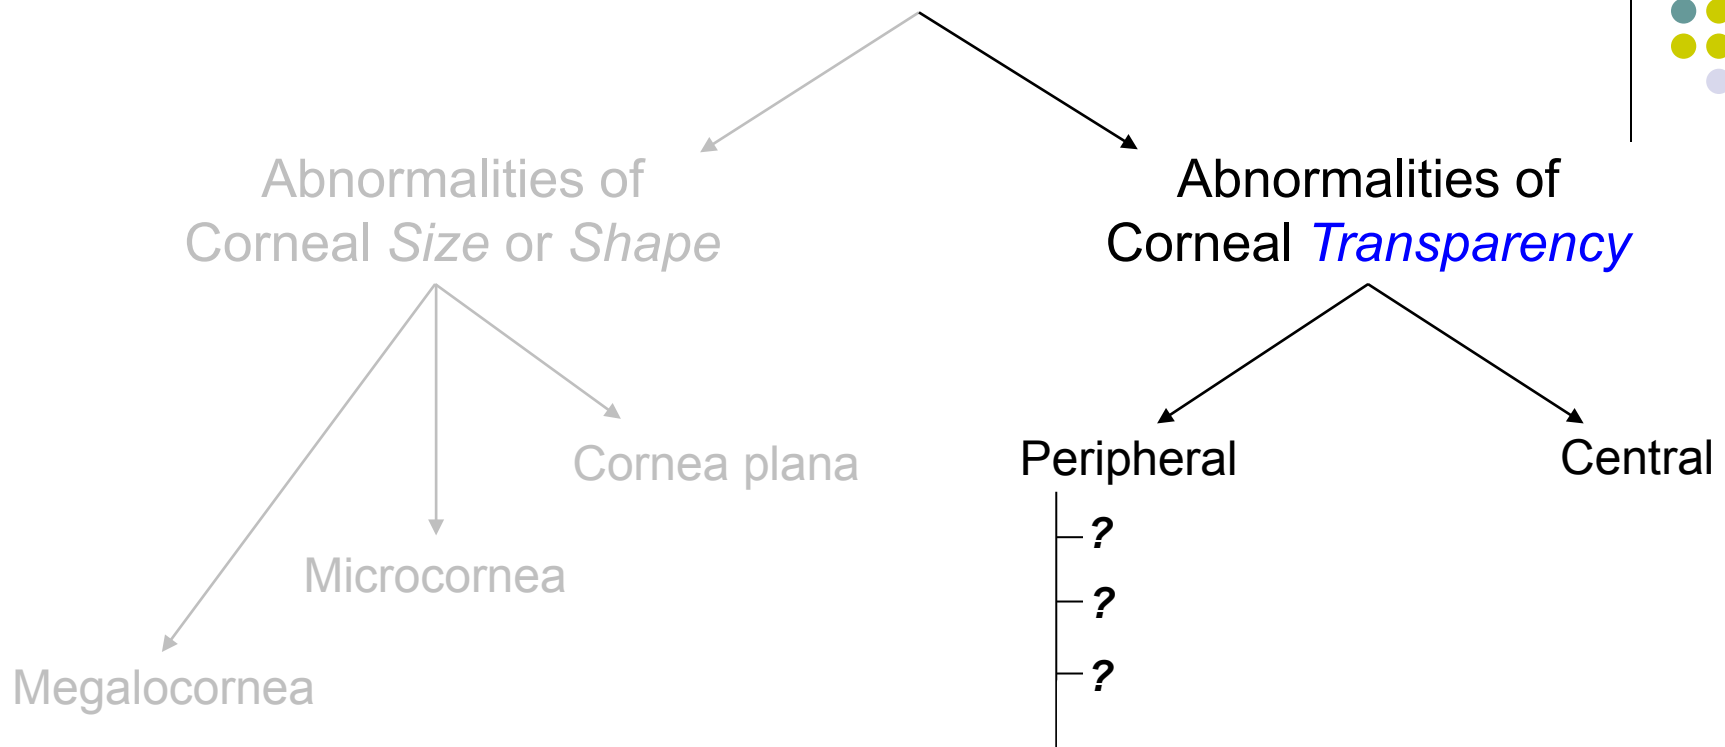 Abnormalities of
Corneal Size or Shape
Abnormalities of
Corneal Transparency
Cornea plana
Microcornea
Megalocornea
Peripheral
Central
?
?
?